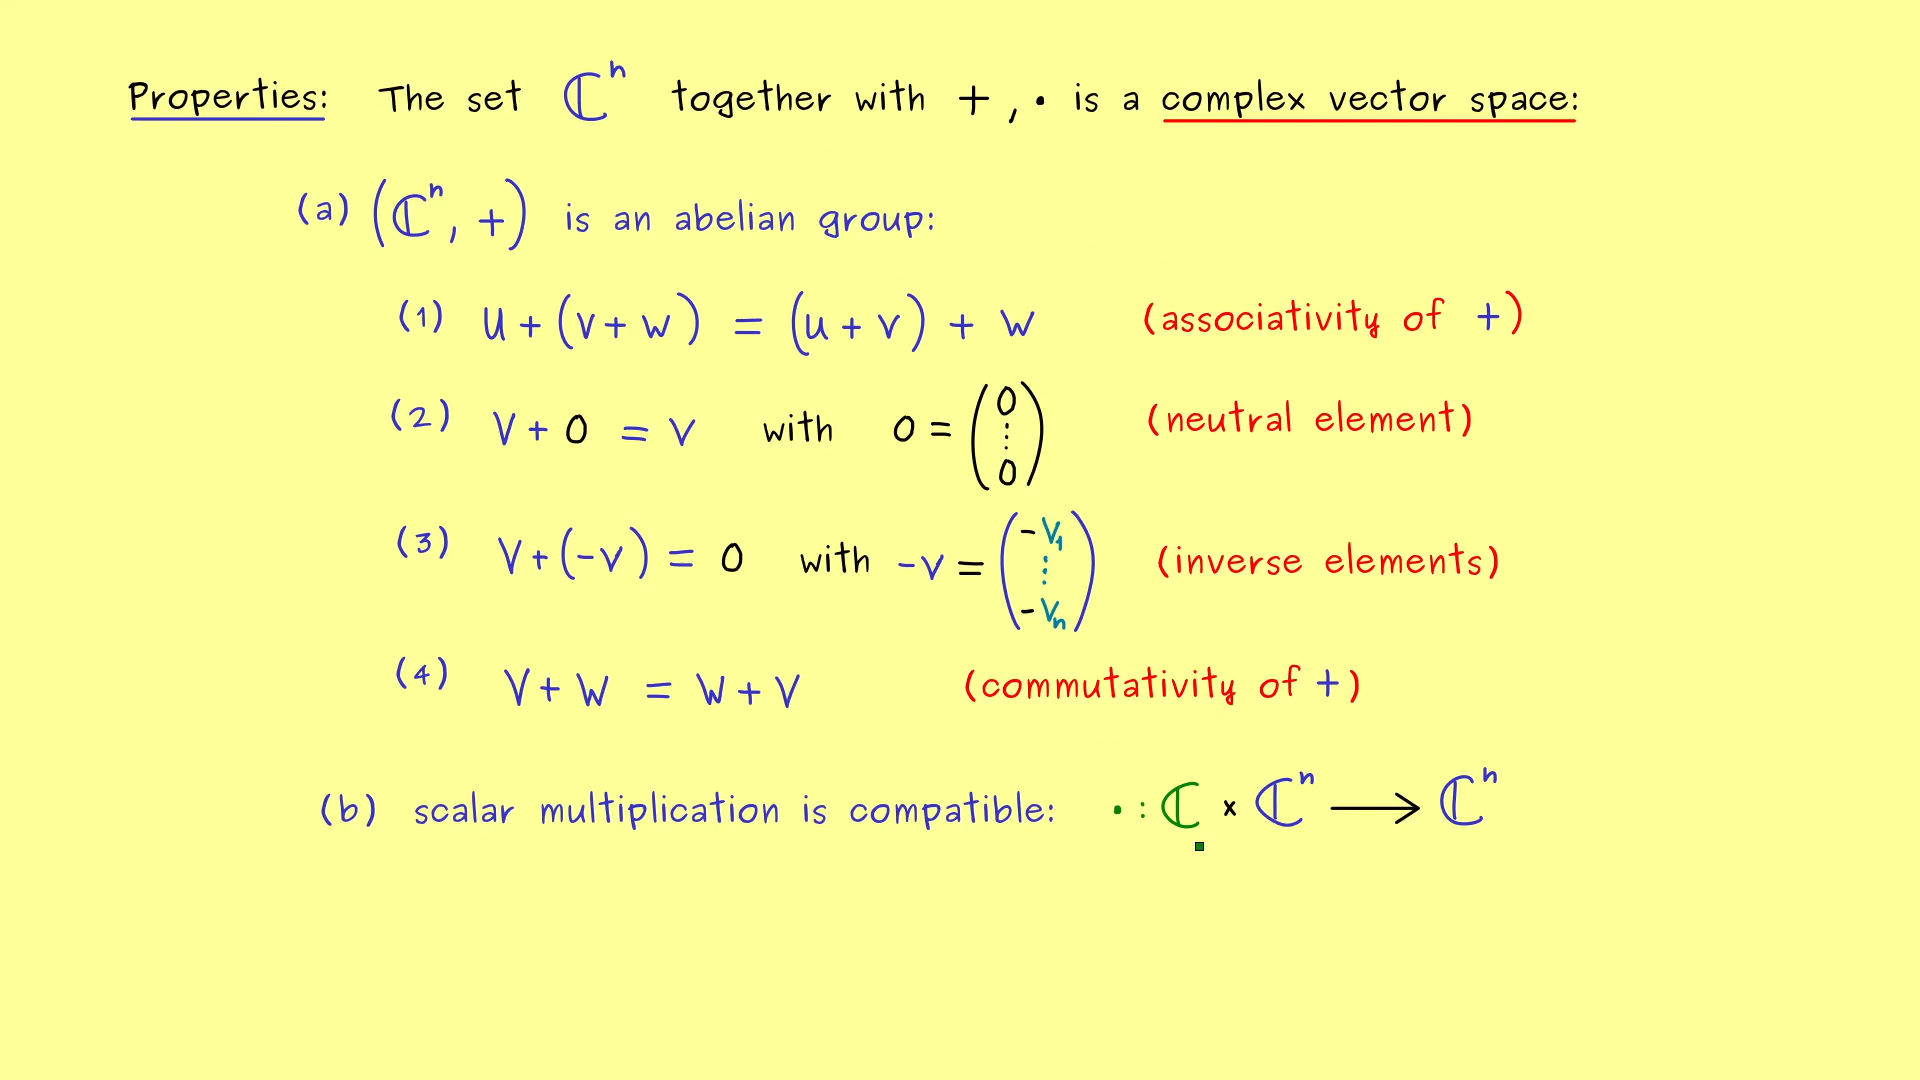 Properties: The set ℂⁿ together with +, · is a complex vector space:
(a) (ℂⁿ, +) is an abelian group:
(1) u + (v + w) = (u + v) + w (associativity of +)
(2) v + 0 = v with 0 = (0 ⋮ 0) (neutral element)
(3) v + (-v) = 0 with -v = (-v₁ ⋮ -vₙ) (inverse elements)
(4) v + w = w + v (commutativity of +)
(b) scalar multiplication is compatible: · : ℂ × ℂⁿ ⟶ ℂⁿ